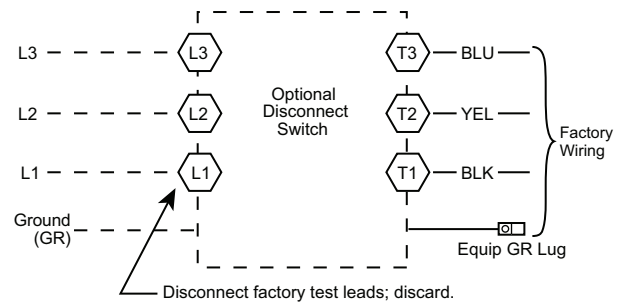 L3 L3 T3 BLU
Optional
Disconnect
Switch
L2 L2 T2 YEL
Factory
Wiring
L1 L1 T1 BLK
Ground
(GR)
Equip GR Lug
Disconnect factory test leads; discard.